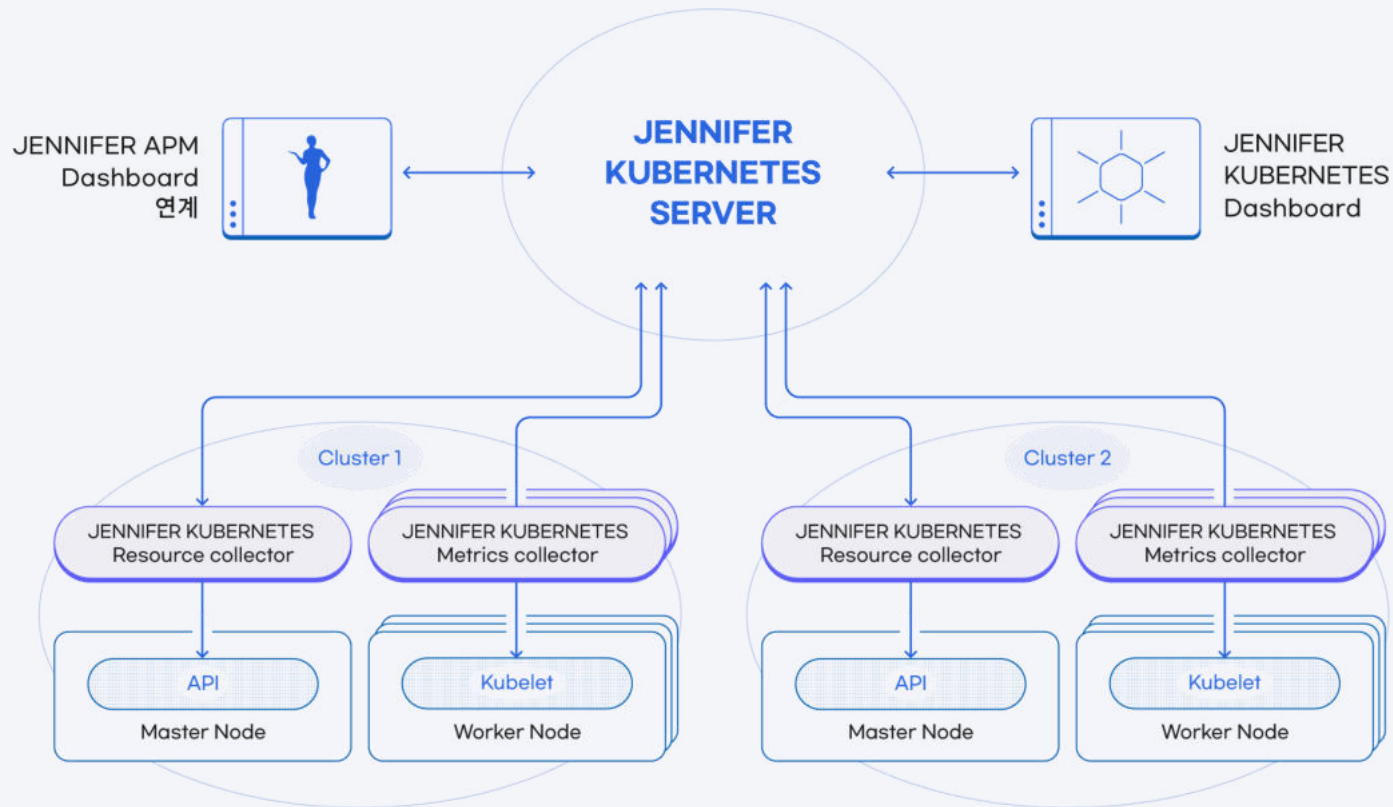 JENNIFER APM
Dashboard
연계
JENNIFER
KUBERNETES
SERVER
JENNIFER
KUBERNETES
Dashboard
Cluster 1
JENNIFER KUBERNETES
Resource collector
JENNIFER KUBERNETES
Metrics collector
API
Master Node
Kubelet
Worker Node
Cluster 2
JENNIFER KUBERNETES
Resource collector
JENNIFER KUBERNETES
Metrics collector
API
Master Node
Kubelet
Worker Node